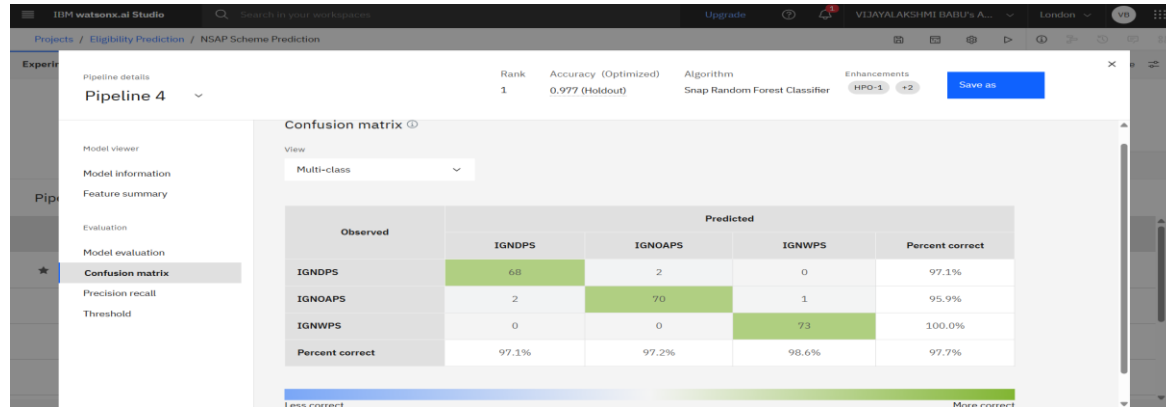 IBM watsonx.ai Studio Search in your workspaces Upgrade 1 VIJAYALAKSHMI BABU's A... London VB
Projects / Eligibility Prediction / NSAP Scheme Prediction
Experir
Pipeline details
Pipeline 4
Rank Accuracy (Optimized) Algorithm Enhancements
1 0.977 (Holdout) Snap Random Forest Classifier HPO-1 +2 Save as
Confusion matrix
Model viewer
Model information
Feature summary
Evaluation
Model evaluation
Confusion matrix
Precision recall
Threshold
View
Multi-class
Pipe
Observed Predicted
IGNDPS IGNOAPS IGNWPS Percent correct
IGNDPS 68 2 0 97.1%
IGNOAPS 2 70 1 95.9%
IGNWPS 0 0 73 100.0%
Percent correct 97.1% 97.2% 98.6% 97.7%
Less correct More correct